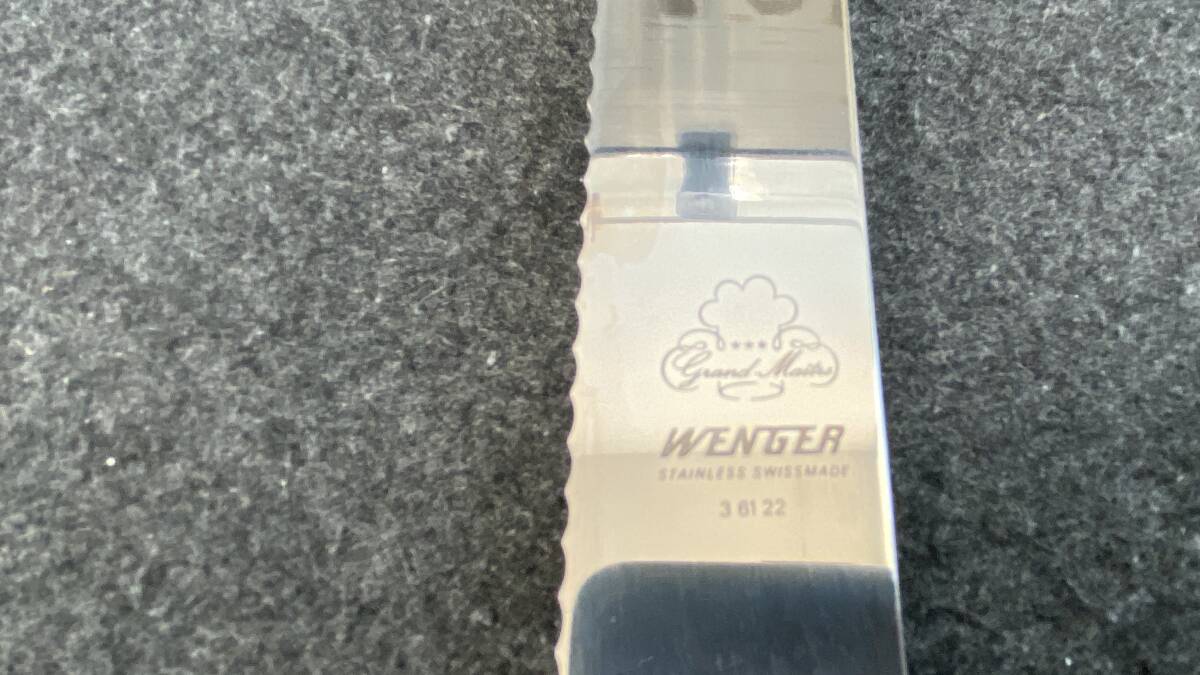 Grand Maître
WENGER
STAINLESS SWISSMADE
3 61 22